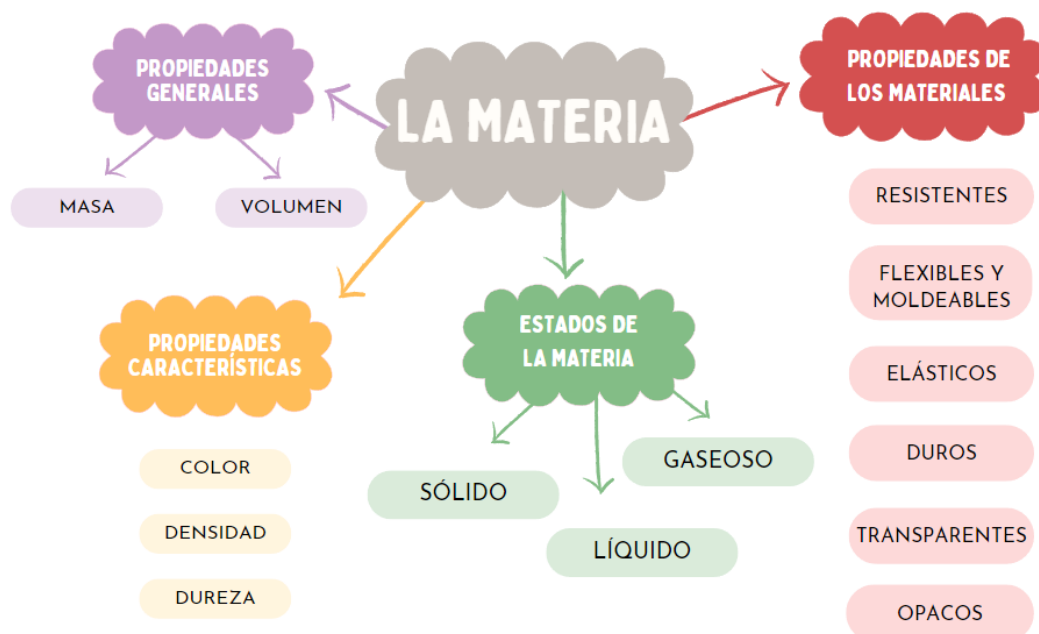 LA MATERIA
PROPIEDADES
GENERALES
MASA
VOLUMEN
PROPIEDADES
CARACTERÍSTICAS
COLOR
DENSIDAD
DUREZA
ESTADOS DE
LA MATERIA
SÓLIDO
LÍQUIDO
GASEOSO
PROPIEDADES DE
LOS MATERIALES
RESISTENTES
FLEXIBLES Y
MOLDEABLES
ELÁSTICOS
DUROS
TRANSPARENTES
OPACOS